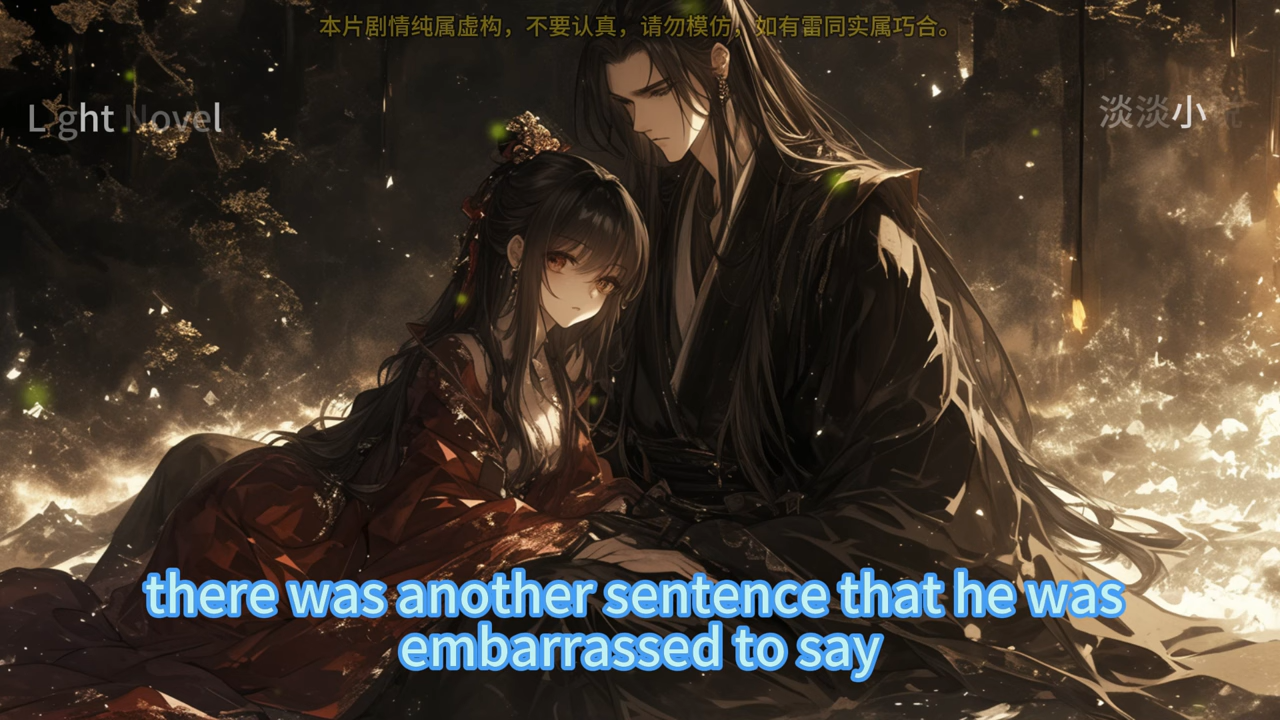 本片剧情纯属虚构，不要认真，请勿模仿，如有雷同实属巧合。
Light Novel
淡淡小
there was another sentence that he was
embarrassed to say